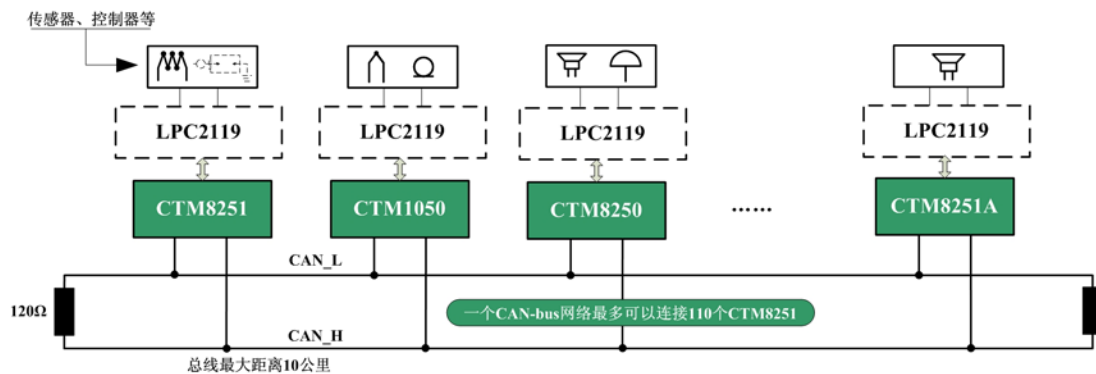 传感器、控制器等
LPC2119
LPC2119
LPC2119
LPC2119
CTM8251
CTM1050
CTM8250
……
CTM8251A
CAN_L
120Ω
一个CAN-bus网络最多可以连接110个CTM8251
CAN_H
总线最大距离10公里